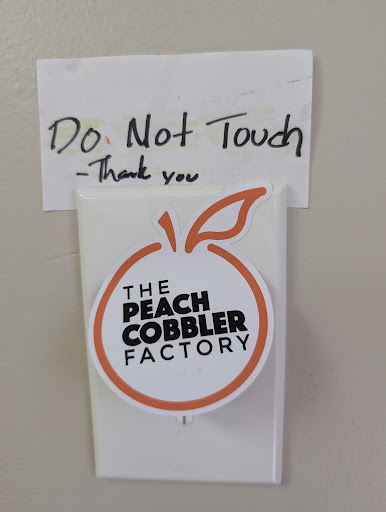 Do Not Touch
- Thank you
THE
PEACH
COBBLER
FACTORY